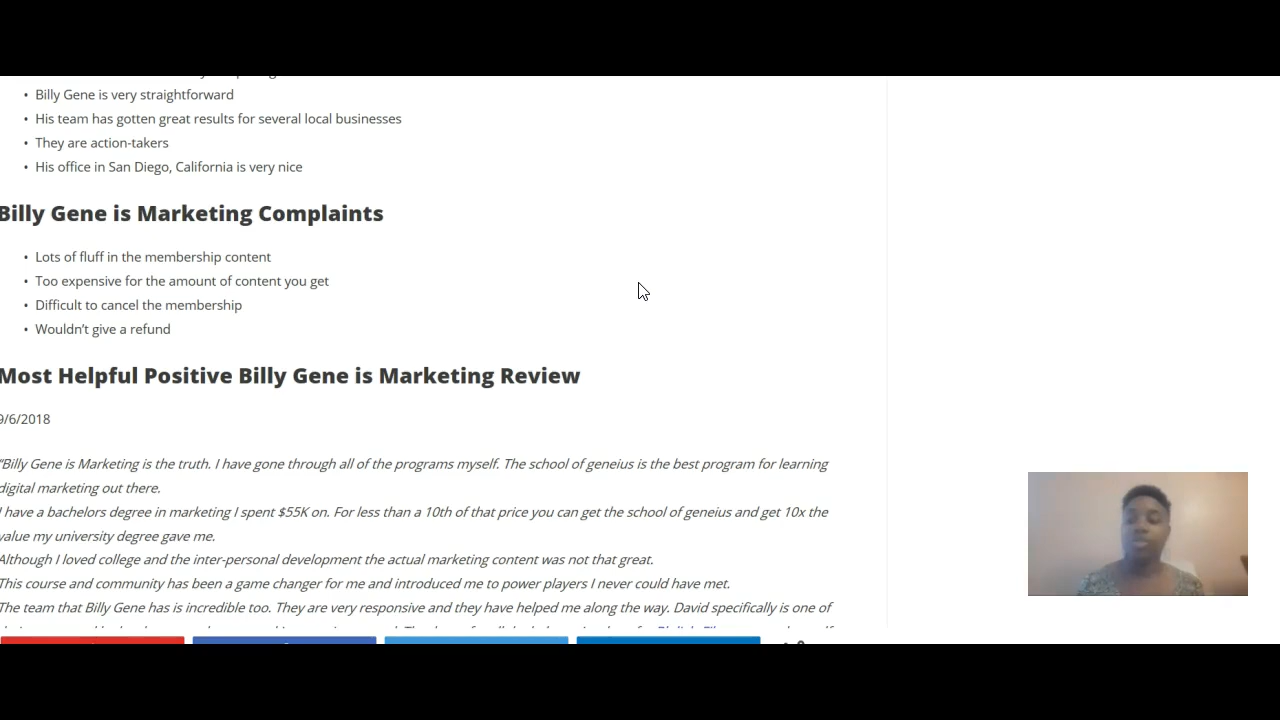 • Billy Gene is very straightforward
• His team has gotten great results for several local businesses
• They are action-takers
• His office in San Diego, California is very nice
Billy Gene is Marketing Complaints
• Lots of fluff in the membership content
• Too expensive for the amount of content you get
• Difficult to cancel the membership
• Wouldn't give a refund
Most Helpful Positive Billy Gene is Marketing Review
9/6/2018
"Billy Gene is Marketing is the truth. I have gone through all of the programs myself. The school of geneius is the best program for learning
digital marketing out there.
I have a bachelors degree in marketing I spent $55K on. For less than a 10th of that price you can get the school of geneius and get 10x the
value my university degree gave me.
Although I loved college and the inter-personal development the actual marketing content was not that great.
This course and community has been a game changer for me and introduced me to power players I never could have met.
The team that Billy Gene has is incredible too. They are very responsive and they have helped me along the way. David specifically is one of